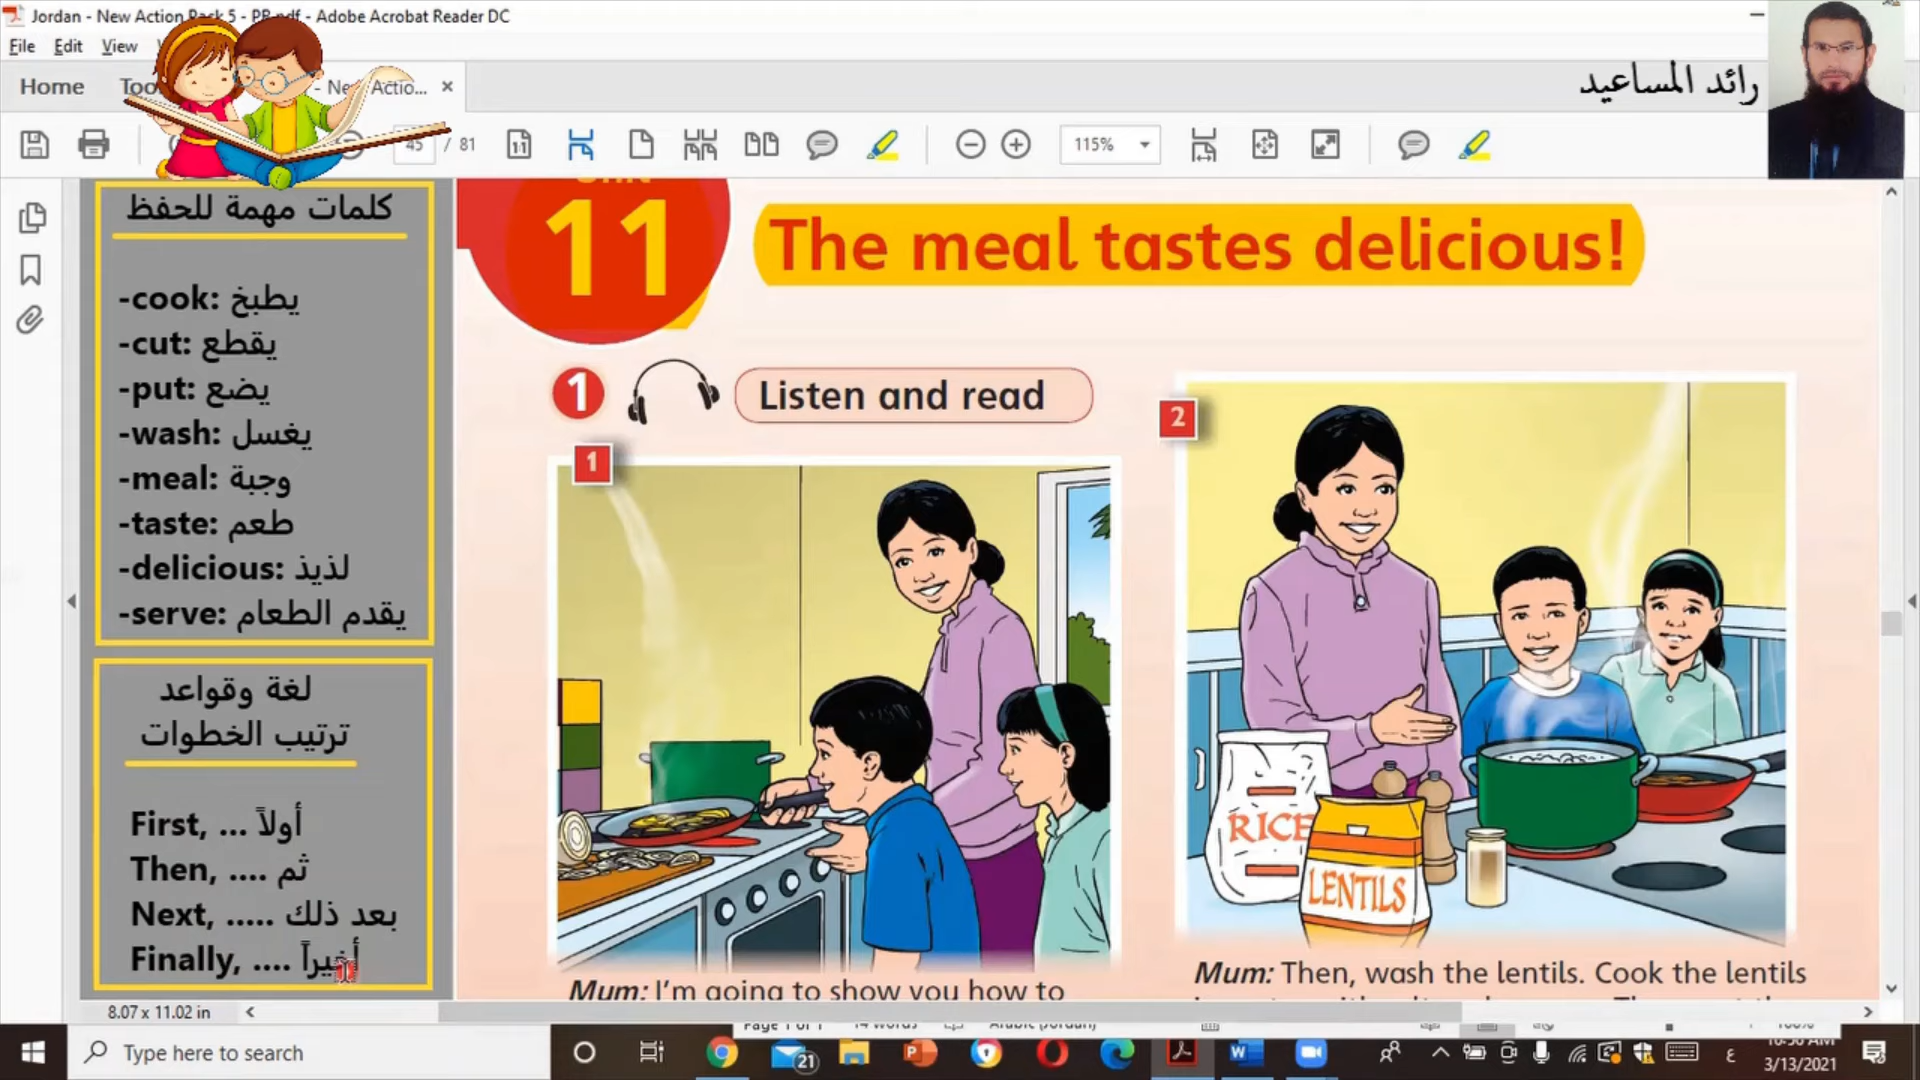 Jordan - New Action Pack 5 - PB.pdf - Adobe Acrobat Reader DC
File Edit View
Home
رائد المساعيد
45 / 81
115%
كلمات مهمة للحفظ
-cook: يطبخ
-cut: يقطع
-put: يضع
-wash: يغسل
-meal: وجبة
-taste: طعم
-delicious: لذيذ
-serve: يقدم الطعام
لغة وقواعد
ترتيب الخطوات
First, ... أولاً
Then, .... ثم
Next, ..... بعد ذلك
Finally, .... أخيراً
11
The meal tastes delicious!
1 Listen and read
1
2
RICE
LENTILS
Mum: I'm going to show you how to
Mum: Then, wash the lentils. Cook the lentils
8.07 x 11.02 in
Type here to search
21
ع
3/13/2021